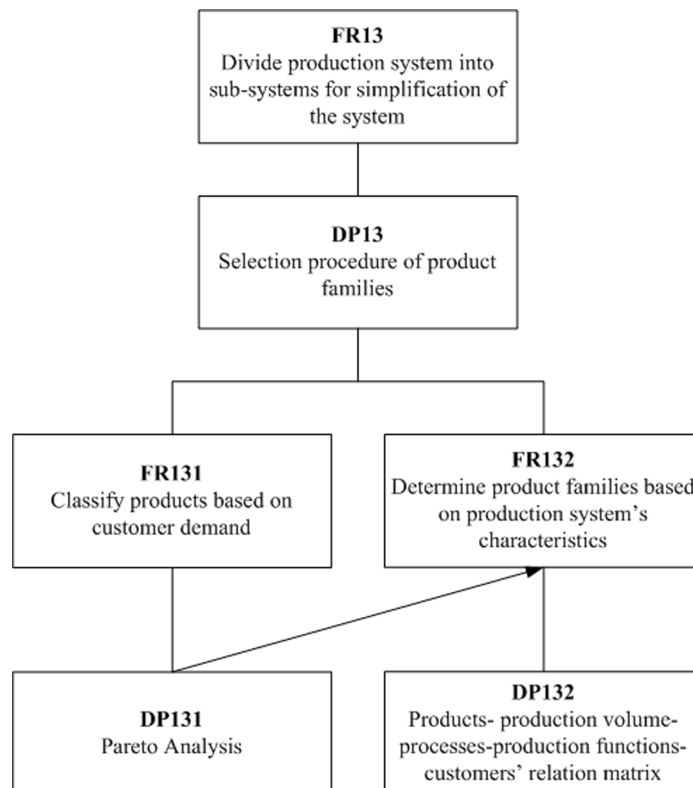 FR13
Divide production system into
sub-systems for simplification of
the system
DP13
Selection procedure of product
families
FR131
Classify products based on
customer demand
FR132
Determine product families based
on production system's
characteristics
DP131
Pareto Analysis
DP132
Products- production volume-
processes-production functions-
customers' relation matrix